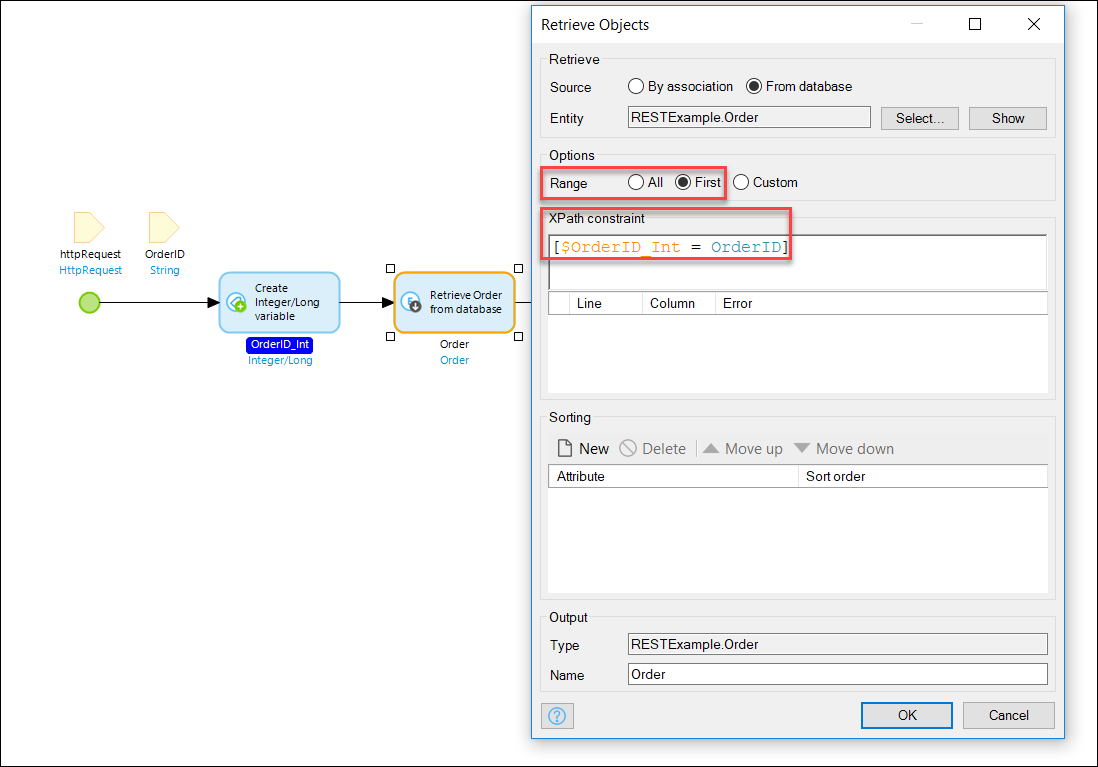 httpRequest
HttpRequest
OrderID
String
Create
Integer/Long
variable
OrderID_Int
Integer/Long
Retrieve Order
from database
Order
Order
Retrieve Objects
Retrieve
Source By association From database
Entity RESTExample.Order Select... Show
Options
Range All First Custom
XPath constraint
[$OrderID_Int = OrderID]
Line Column Error
Sorting
New Delete Move up Move down
Attribute Sort order
Output
Type RESTExample.Order
Name Order
? OK Cancel